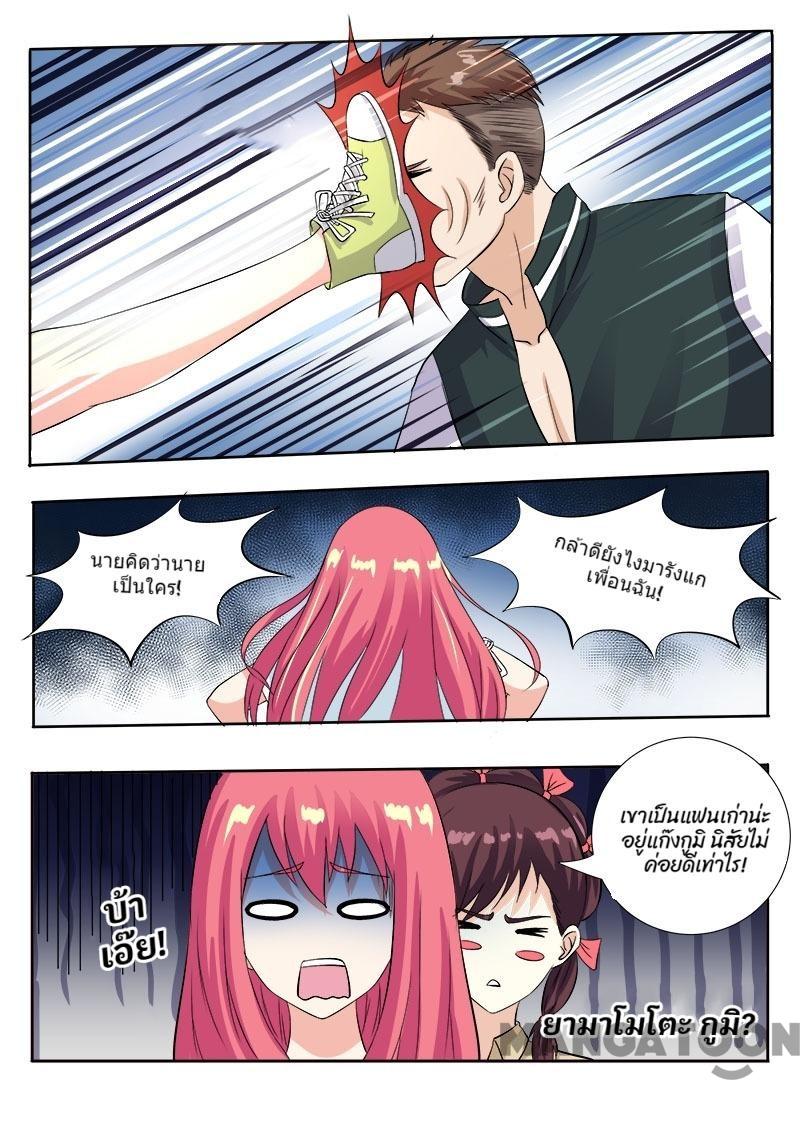 นายคิดว่านาย
เป็นใคร!
กล้าดียังไงมารังแก
เพื่อนฉัน!
เขาเป็นแฟนเก่าน่ะ
อยู่แก๊งกูมิ นิสัยไม่
ค่อยดีเท่าไร!
บ้า
เอ๊ย!
ยามาโมโตะ กูมิ?
MANGATOON